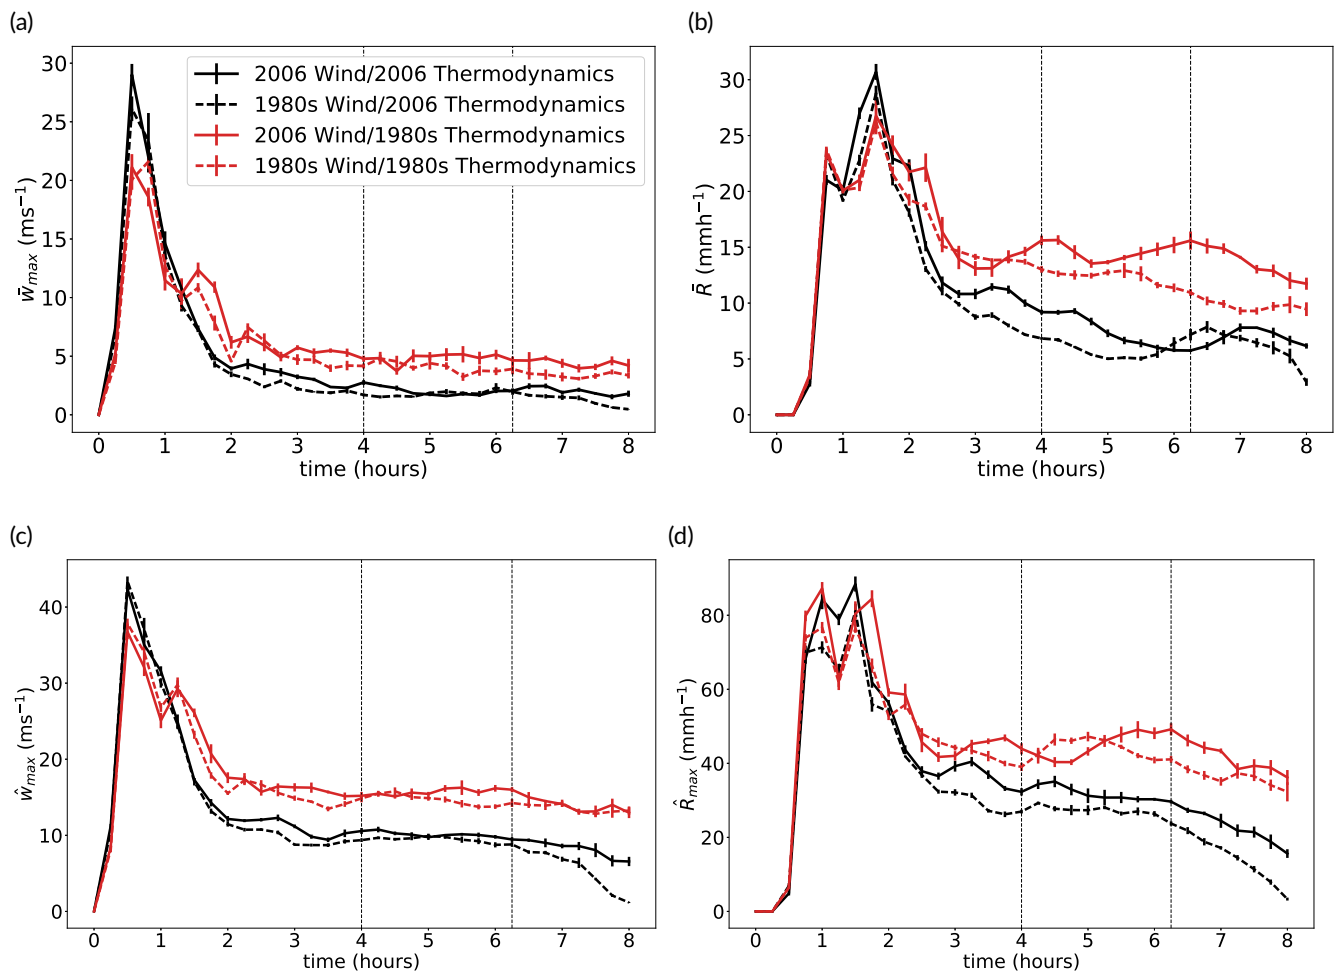 (a)
30
25
20
15
10
5
0
w̄max (ms−1)
2006 Wind/2006 Thermodynamics
1980s Wind/2006 Thermodynamics
2006 Wind/1980s Thermodynamics
1980s Wind/1980s Thermodynamics
0 1 2 3 4 5 6 7 8
time (hours)
(b)
30
25
20
15
10
5
0
R̄ (mmh−1)
0 1 2 3 4 5 6 7 8
time (hours)
(c)
40
30
20
10
0
ŵmax (ms−1)
0 1 2 3 4 5 6 7 8
time (hours)
(d)
80
60
40
20
0
R̂max (mmh−1)
0 1 2 3 4 5 6 7 8
time (hours)